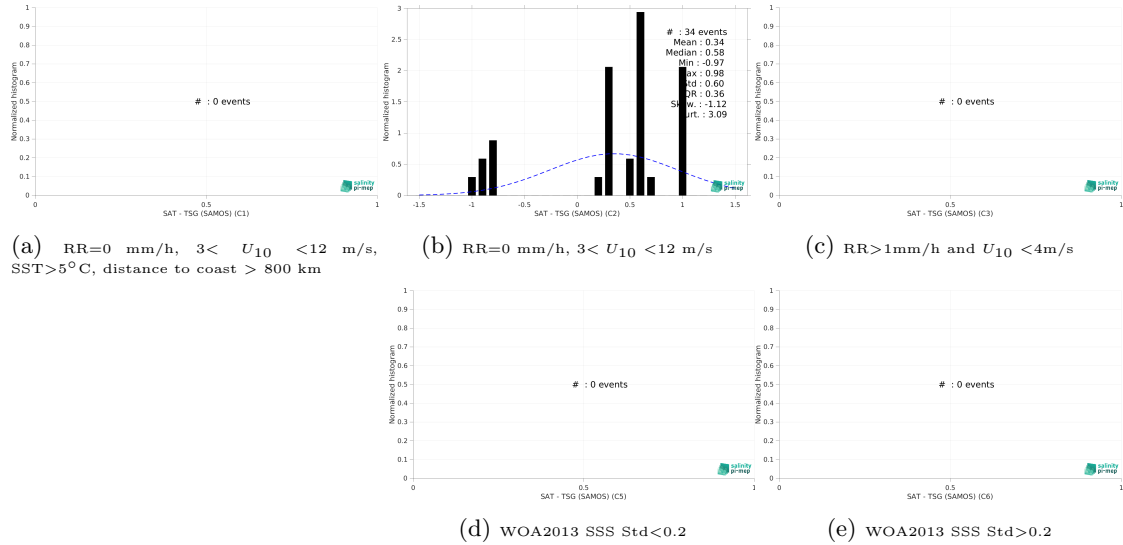 1
0.9
0.8
0.7
0.6
0.5
0.4
0.3
0.2
0.1
0
Normalized histogram
# : 0 events
0
0.5
1
SAT - TSG (SAMOS) (C1)
salinity
pi-mep
3
2.5
2
1.5
1
0.5
0
Normalized histogram
# : 34 events
Mean : 0.34
Median : 0.58
Min : -0.97
ax : 0.98
td : 0.60
QR : 0.36
Sk w. : -1.12
urt. : 3.09
-1.5
-1
-0.5
0
0.5
1
1.5
SAT - TSG (SAMOS) (C2)
salinity
pi-mep
1
0.9
0.8
0.7
0.6
0.5
0.4
0.3
0.2
0.1
0
Normalized histogram
# : 0 events
0
0.5
1
SAT - TSG (SAMOS) (C3)
salinity
pi-mep
(a) RR=0 mm/h, 3< U10 <12 m/s,
SST>5°C, distance to coast > 800 km
(b) RR=0 mm/h, 3< U10 <12 m/s
(c) RR>1mm/h and U10 <4m/s
1
0.9
0.8
0.7
0.6
0.5
0.4
0.3
0.2
0.1
0
Normalized histogram
# : 0 events
0
0.5
1
SAT - TSG (SAMOS) (C5)
salinity
pi-mep
1
0.9
0.8
0.7
0.6
0.5
0.4
0.3
0.2
0.1
0
Normalized histogram
# : 0 events
0
0.5
1
SAT - TSG (SAMOS) (C6)
salinity
pi-mep
(d) WOA2013 SSS Std<0.2
(e) WOA2013 SSS Std>0.2